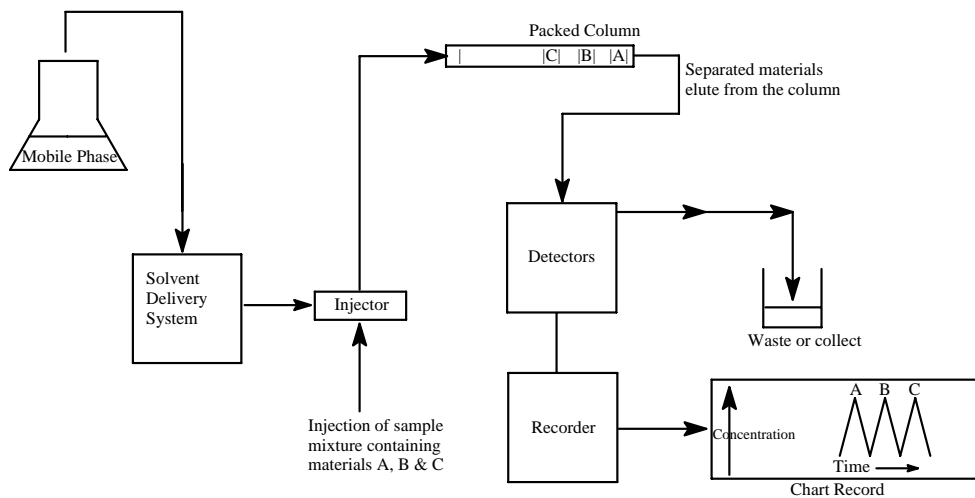 Packed Column
|
|C| |B| |A|
Separated materials
elute from the column
Mobile Phase
Solvent
Delivery
System
Injector
Injection of sample
mixture containing
materials A, B & C
Detectors
Waste or collect
Recorder
A B C
Concentration
Time
Chart Record